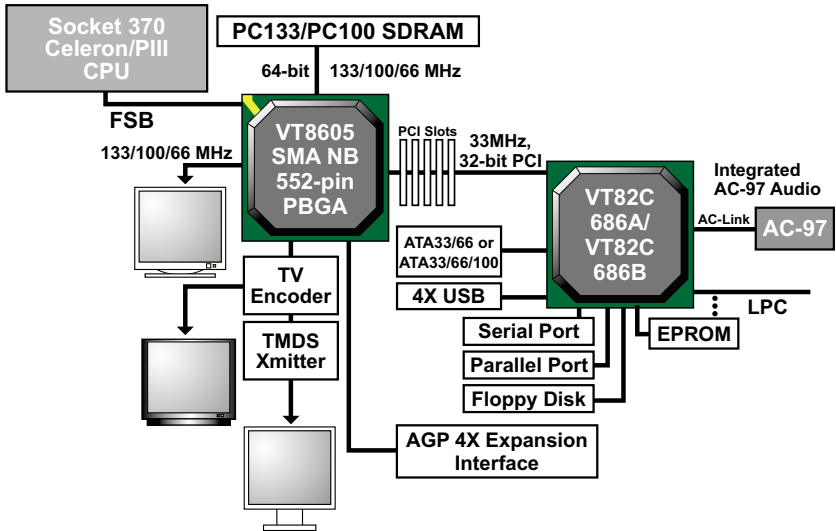 Socket 370
Celeron/PIII
CPU
PC133/PC100 SDRAM
64-bit
133/100/66 MHz
FSB
133/100/66 MHz
VT8605
SMA NB
552-pin
PBGA
PCI Slots
33MHz,
32-bit PCI
VT82C
686A/
VT82C
686B
Integrated
AC-97 Audio
AC-Link
AC-97
ATA33/66 or
ATA33/66/100
4X USB
LPC
TV
Encoder
Serial Port
EPROM
TMDS
Xmitter
Parallel Port
Floppy Disk
AGP 4X Expansion
Interface